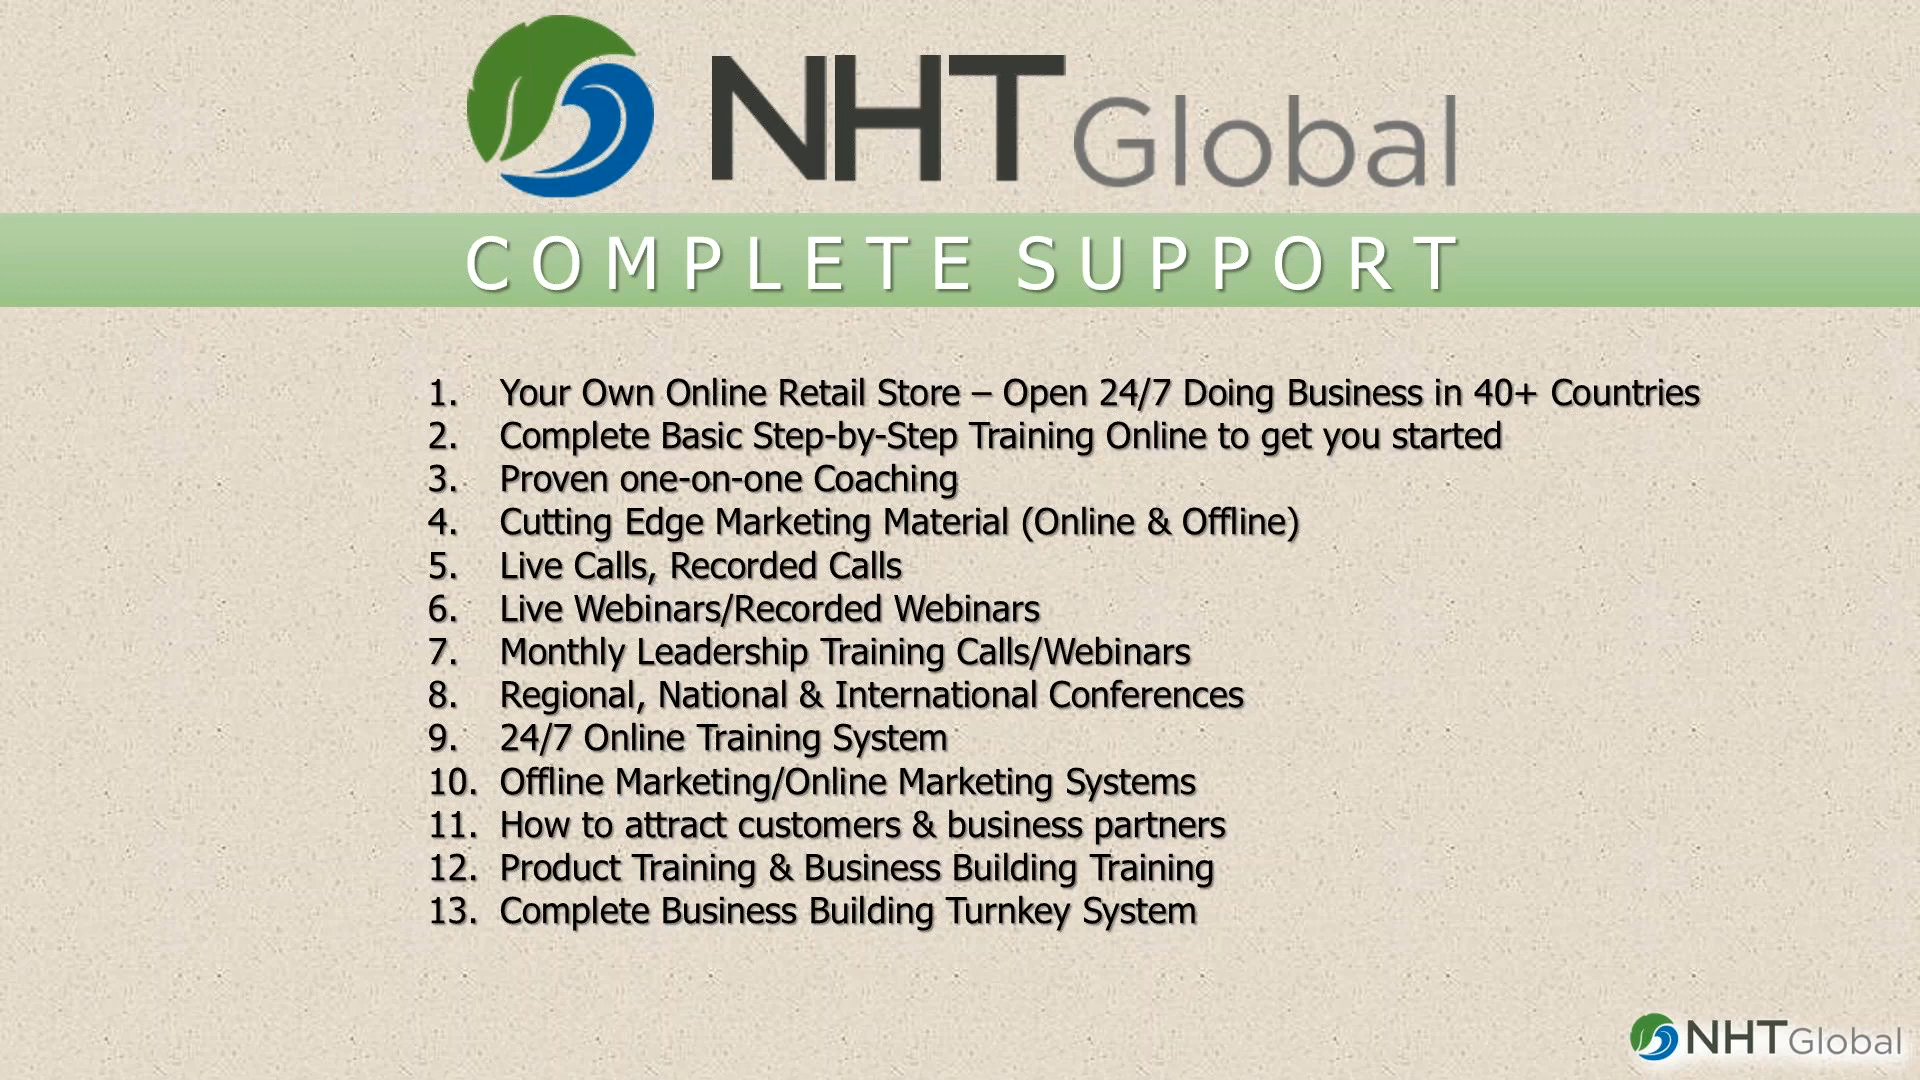 NHT Global
COMPLETE SUPPORT
1. Your Own Online Retail Store – Open 24/7 Doing Business in 40+ Countries
2. Complete Basic Step-by-Step Training Online to get you started
3. Proven one-on-one Coaching
4. Cutting Edge Marketing Material (Online & Offline)
5. Live Calls, Recorded Calls
6. Live Webinars/Recorded Webinars
7. Monthly Leadership Training Calls/Webinars
8. Regional, National & International Conferences
9. 24/7 Online Training System
10. Offline Marketing/Online Marketing Systems
11. How to attract customers & business partners
12. Product Training & Business Building Training
13. Complete Business Building Turnkey System
NHT Global